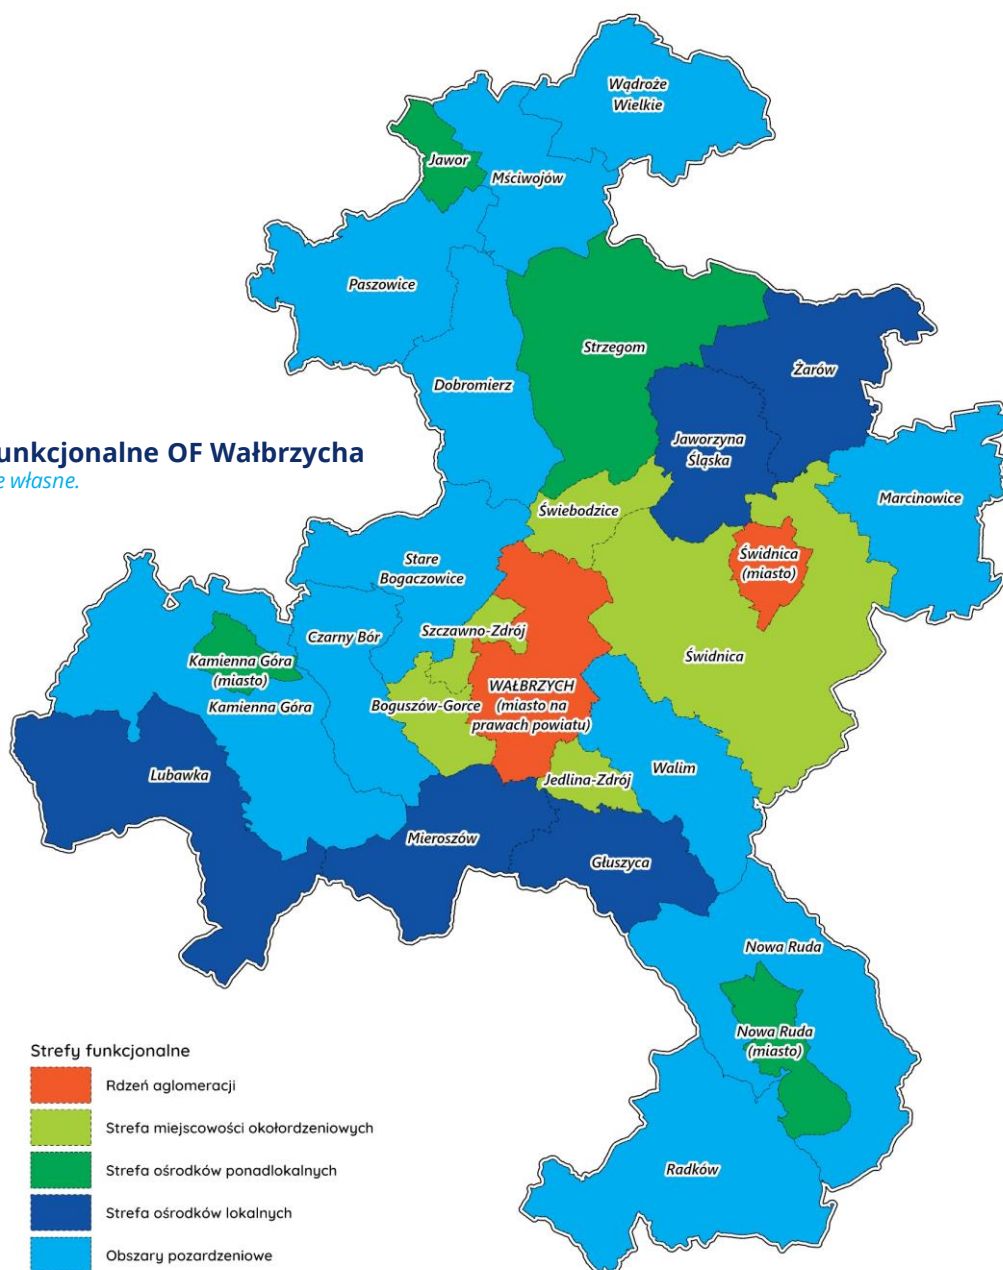 Wądroże
Wielkie
Jawor
Mściwojów
Paszowice
Strzegom
Żarów
Dobromierz
Jaworzyna
Śląska
unkcjonalne OF Wałbrzycha
e własne.
Marcinowice
Świebodzice
Świdnica
(miasto)
Stare
Bogaczowice
Szczawno-Zdrój
Czarny Bór
Kamienna Góra
(miasto)
Świdnica
WAŁBRZYCH
(miasto na
prawach powiatu)
Boguszów-Gorce
Kamienna Góra
Lubawka
Jedlina-Zdrój
Walim
Mieroszów
Głuszyca
Nowa Ruda
Nowa Ruda
(miasto)
Radków
Strefy funkcjonalne
Rdzeń aglomeracji
Strefa miejscowości okołordzeniowych
Strefa ośrodków ponadlokalnych
Strefa ośrodków lokalnych
Obszary pozardzeniowe